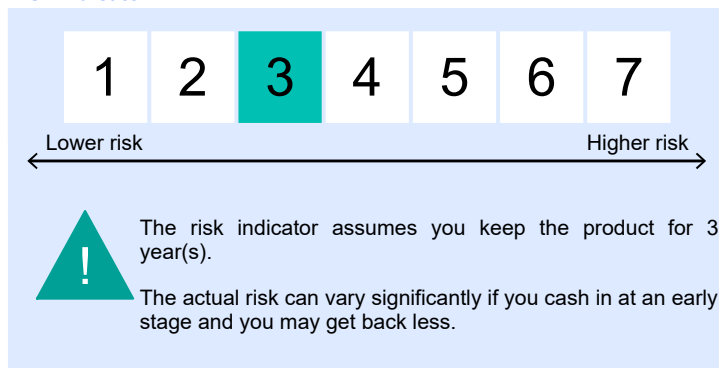 1 2 3 4 5 6 7
Lower risk Higher risk
!
The risk indicator assumes you keep the product for 3
year(s).
The actual risk can vary significantly if you cash in at an early
stage and you may get back less.